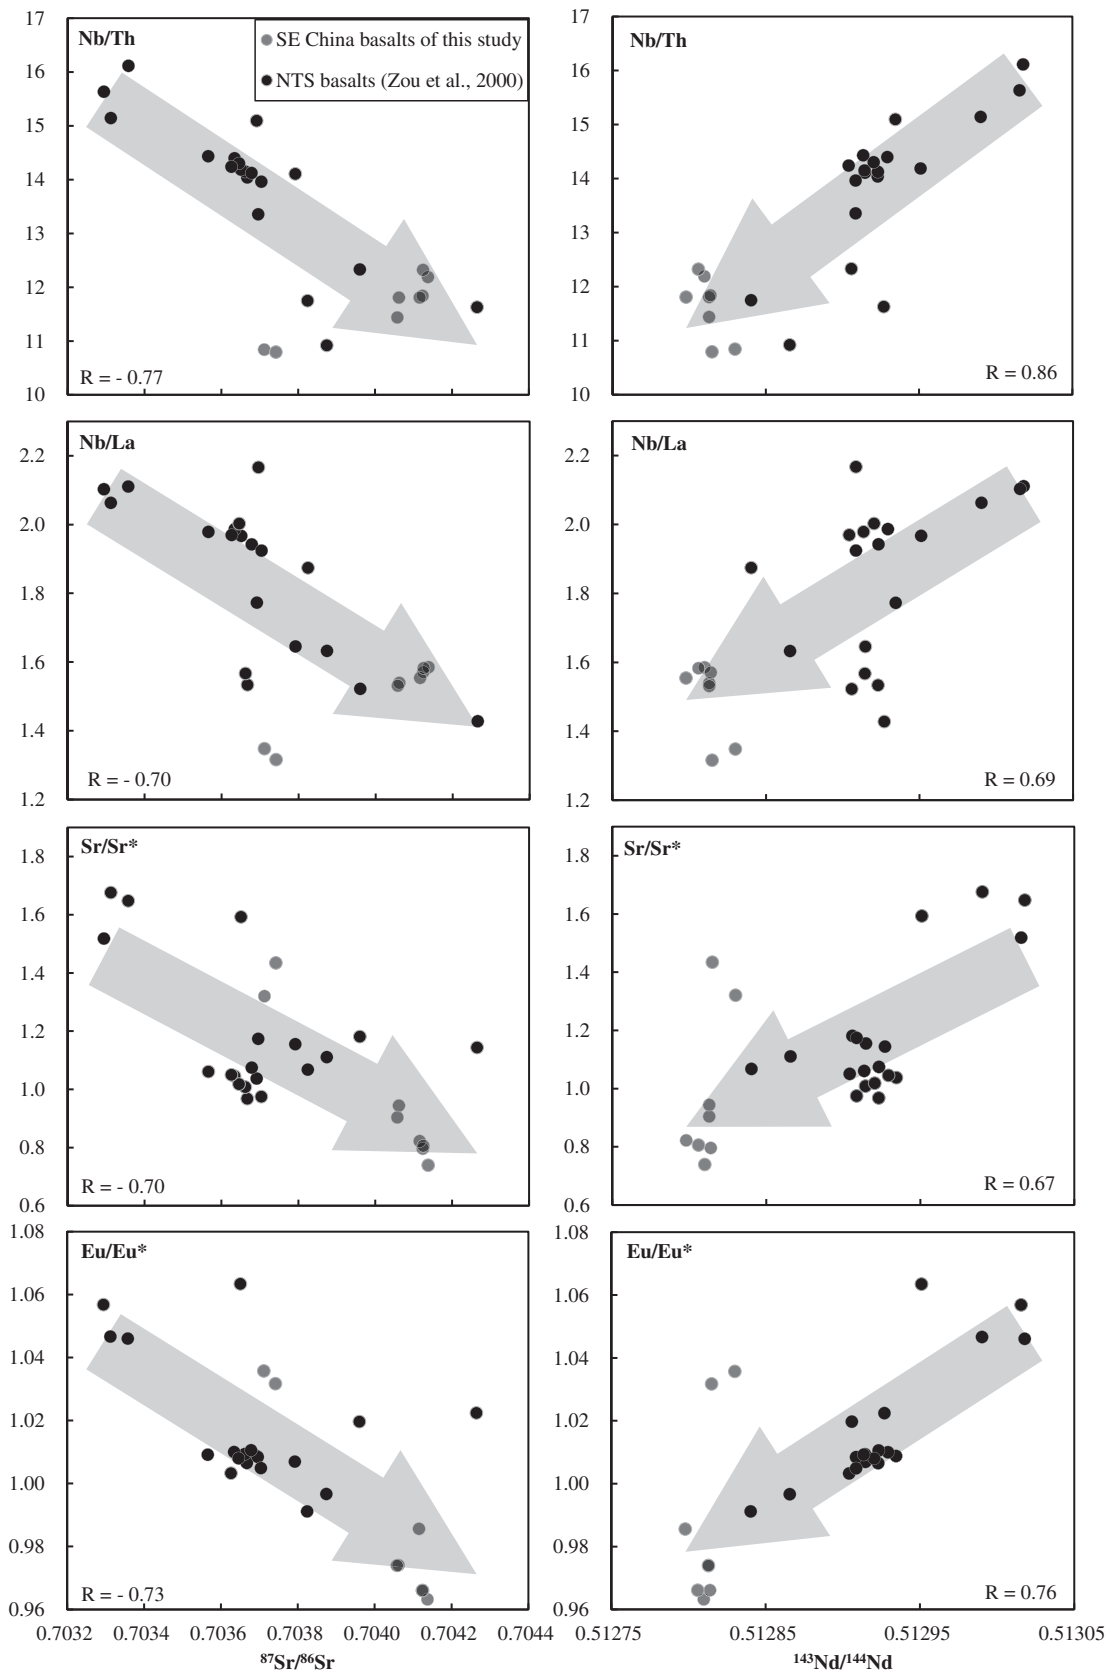 17
16
15
14
13
12
11
10
Nb/Th
SE China basalts of this study
NTS basalts (Zou et al., 2000)
R = - 0.77
17
16
15
14
13
12
11
10
Nb/Th
R = 0.86
2.2
2.0
1.8
1.6
1.4
1.2
Nb/La
R = - 0.70
2.2
2.0
1.8
1.6
1.4
1.2
Nb/La
R = 0.69
1.8
1.6
1.4
1.2
1.0
0.8
0.6
Sr/Sr*
R = - 0.70
1.8
1.6
1.4
1.2
1.0
0.8
0.6
Sr/Sr*
R = 0.67
1.08
1.06
1.04
1.02
1.00
0.98
0.96
Eu/Eu*
R = - 0.73
0.7032 0.7034 0.7036 0.7038 0.7040 0.7042 0.7044
⁸⁷Sr/⁸⁶Sr
1.08
1.06
1.04
1.02
1.00
0.98
0.96
Eu/Eu*
R = 0.76
0.51275 0.51285 0.51295 0.51305
¹⁴³Nd/¹⁴⁴Nd